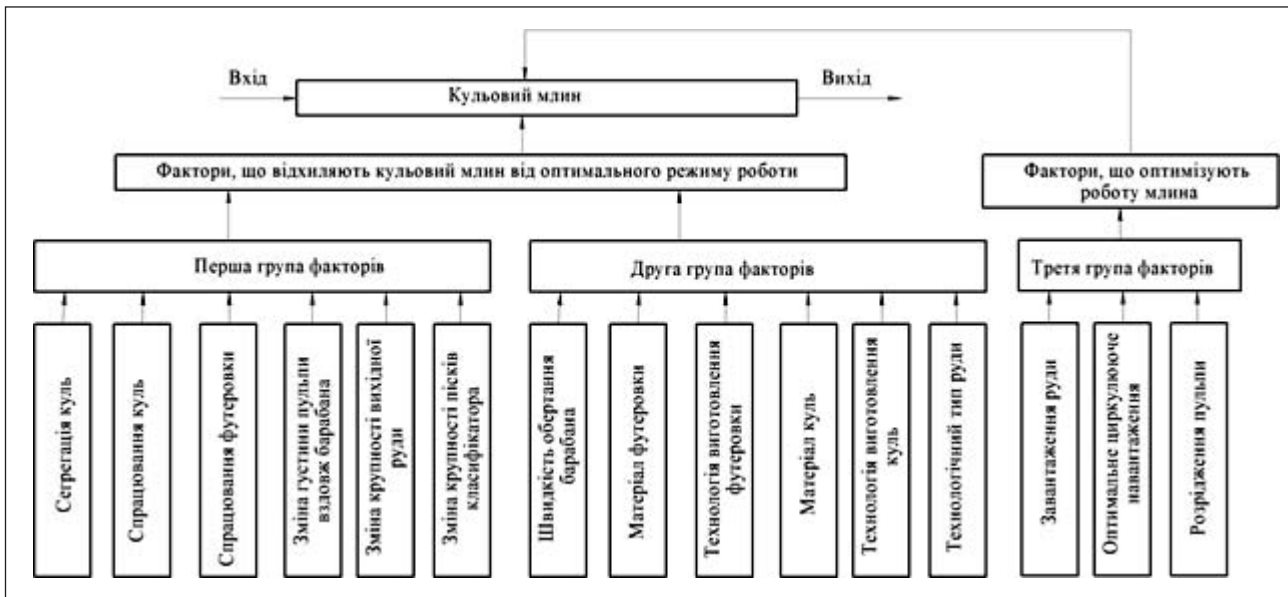 Вхід
Кульовий млин
Вихід
Фактори, що відхиляють кульовий млин від оптимального режиму роботи
Фактори, що оптимізують
роботу млина
Перша група факторів
Друга група факторів
Третя група факторів
Сегрегація куль
Спрацювання куль
Спрацювання футеровки
Зміна густини пульпи
вздовж барабана
Зміна крупності вихідної
руди
Зміна крупності пісків
класифікатора
Швидкість обертання
барабана
Матеріал футеровки
Технологія виготовлення
футеровки
Матеріал куль
Технологія виготовлення
куль
Технологічний тип руди
Завантаження руди
Оптимальне циркулююче
навантаження
Розрідження пульпи